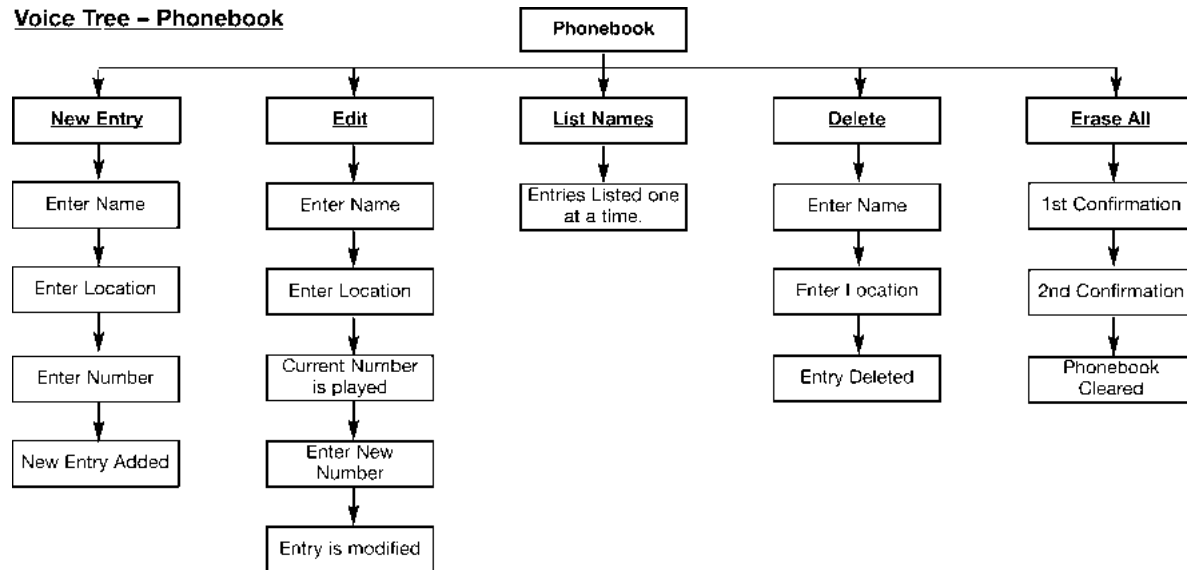 Voice Tree – Phonebook
Phonebook
New Entry
Edit
List Names
Delete
Erase All
Enter Name
Enter Name
Entries Listed one
at a time.
Enter Name
1st Confirmation
Enter Location
Enter Location
Enter Location
2nd Confirmation
Enter Number
Current Number
is played
Entry Deleted
Phonebook
Cleared
New Entry Added
Enter New
Number
Entry is modified